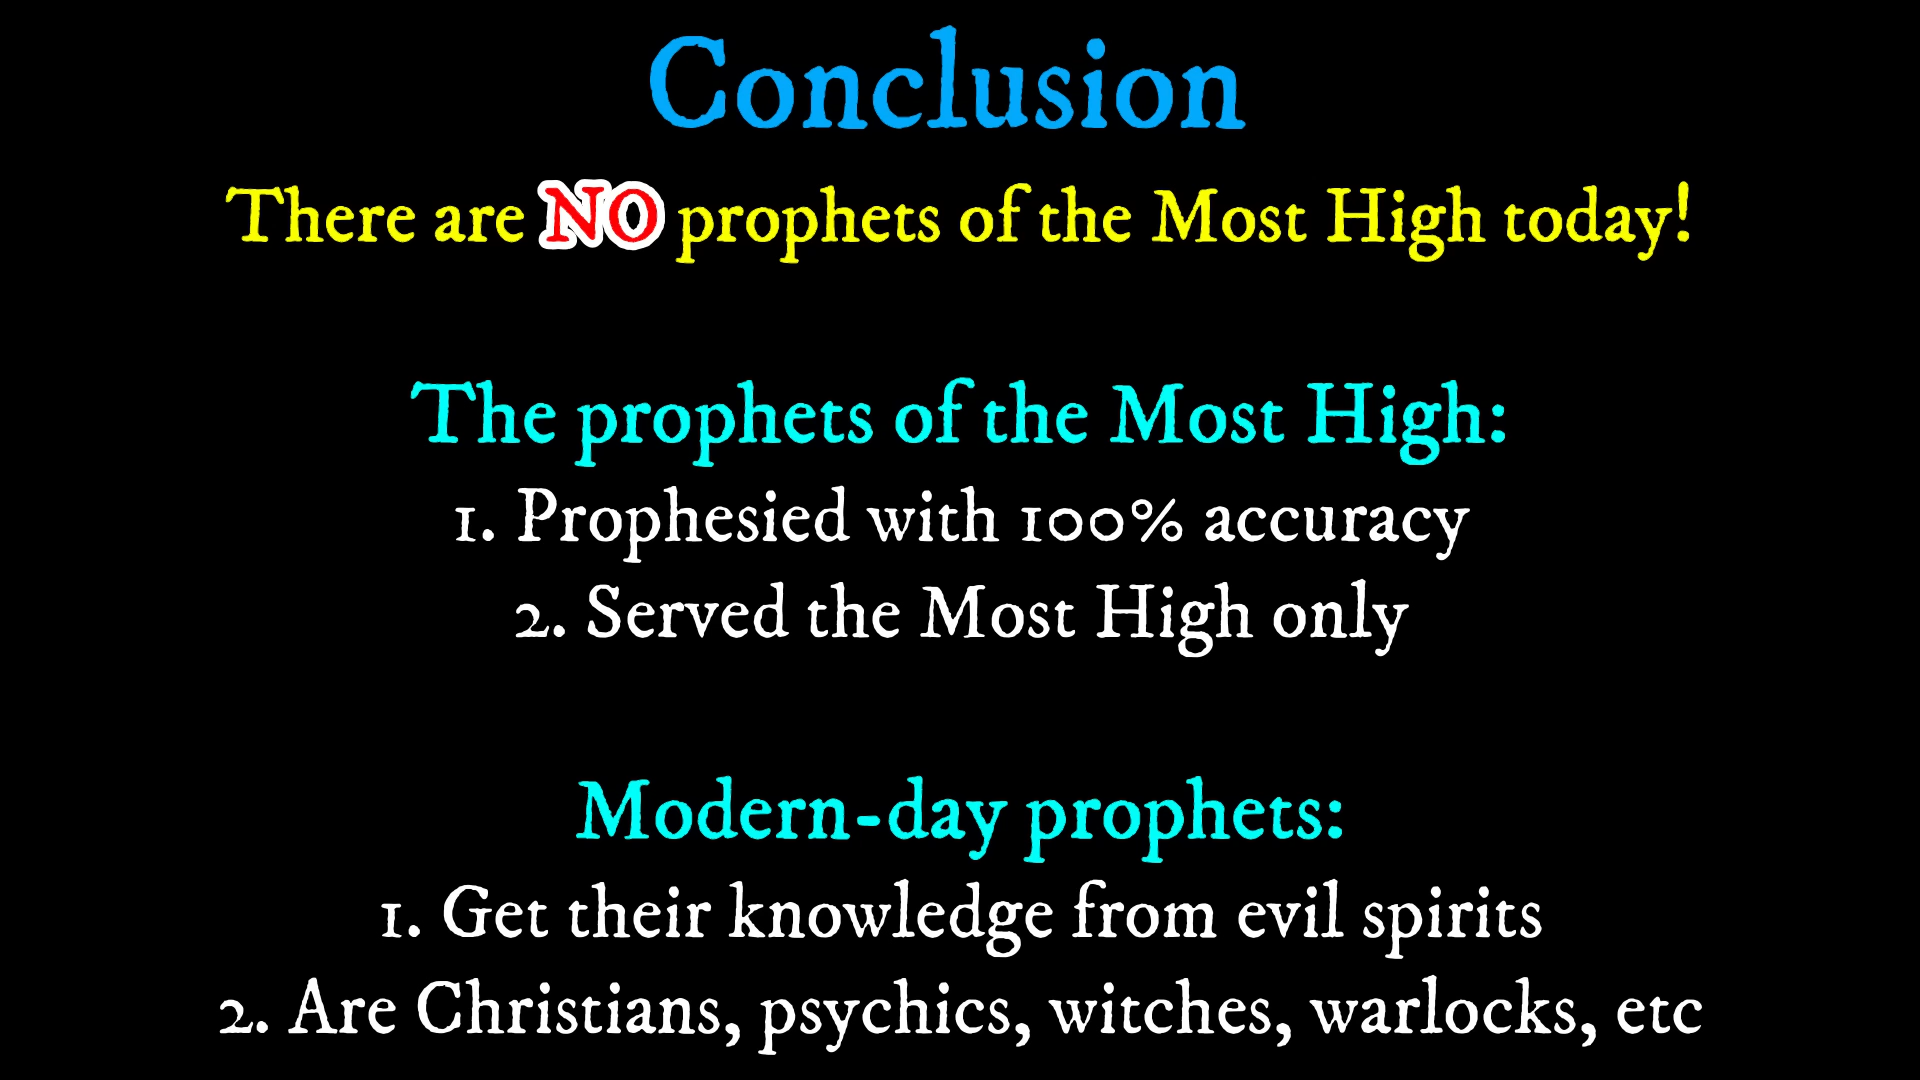 Conclusion
There are NO prophets of the Most High today!
The prophets of the Most High:
1. Prophesied with 100% accuracy
2. Served the Most High only
Modern-day prophets:
1. Get their knowledge from evil spirits
2. Are Christians, psychics, witches, warlocks, etc